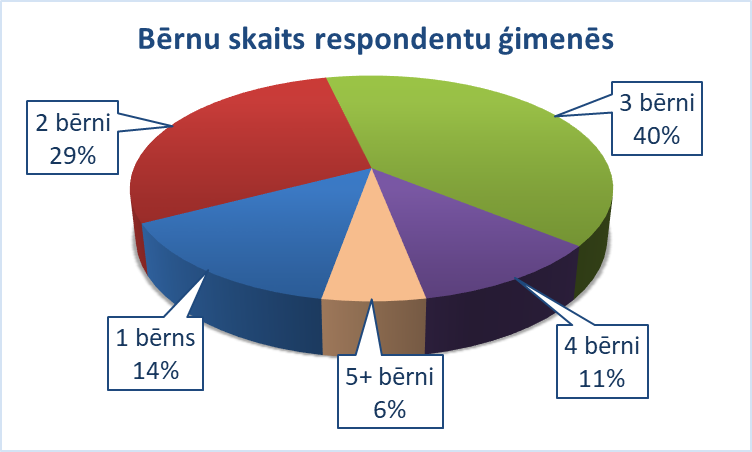 Bērnu skaits respondentu ģimenēs
3 bērni
40%
2 bērni
29%
1 bērns
14%
5+ bērni
6%
4 bērni
11%